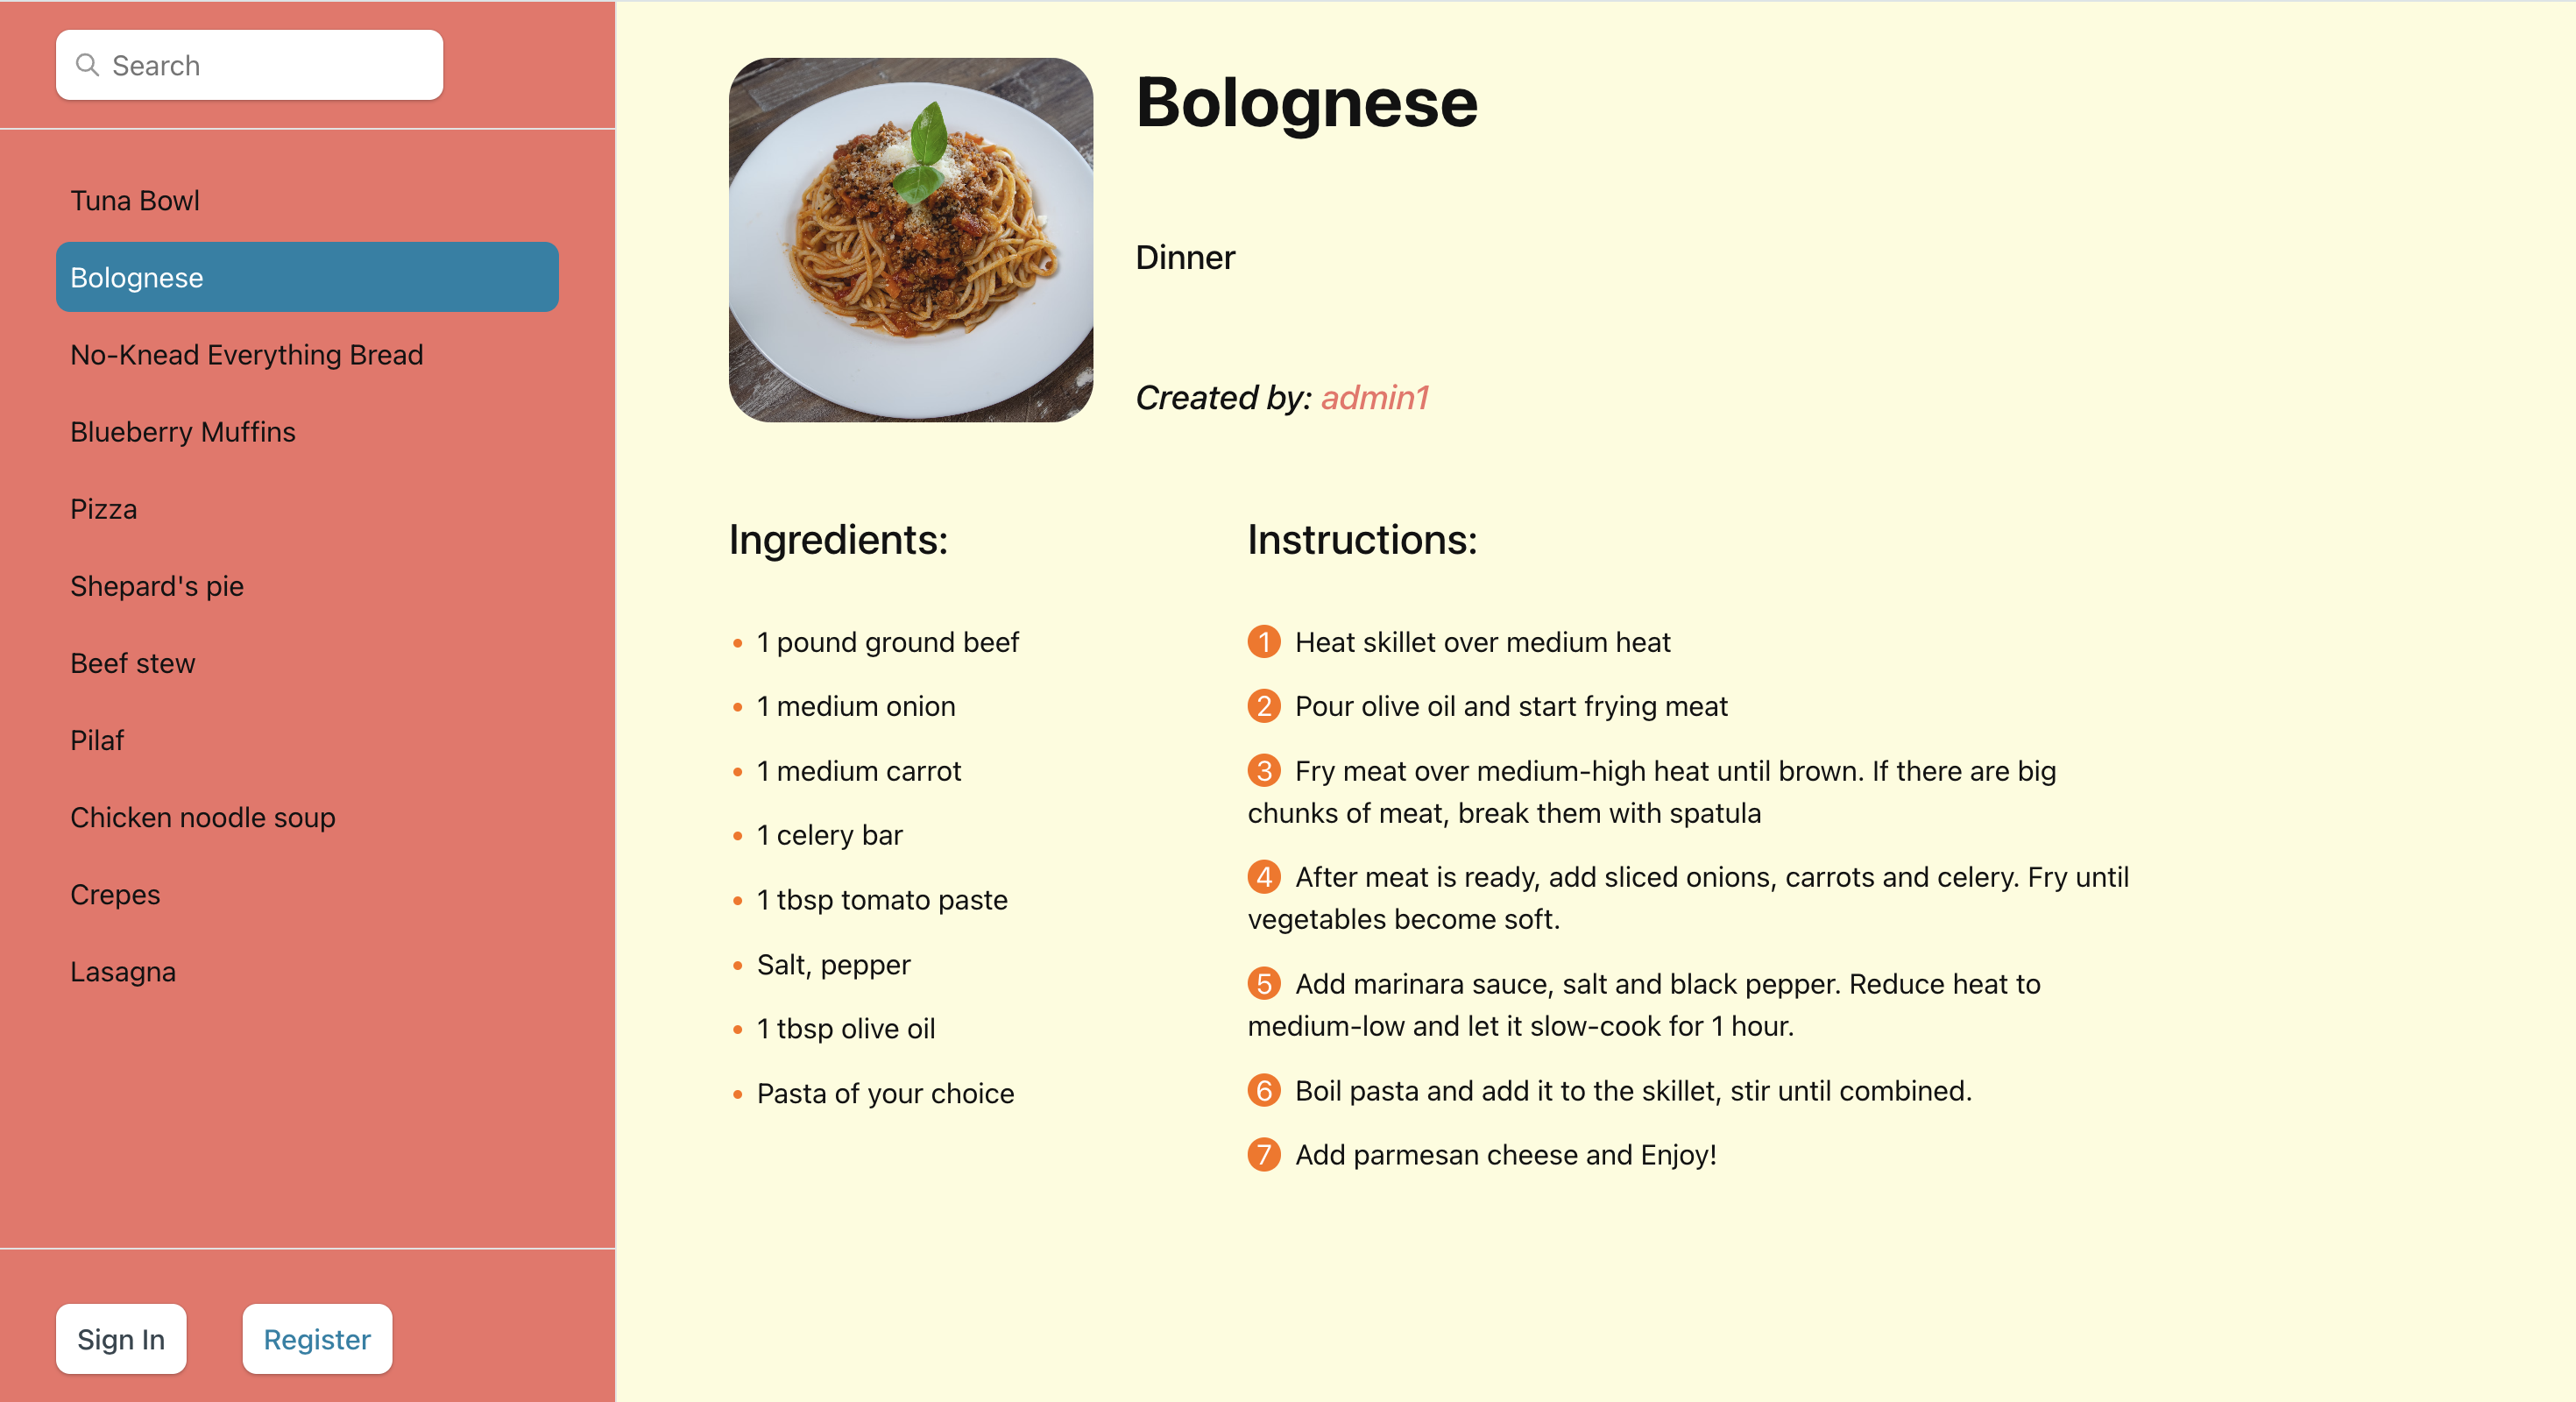 Search
Tuna Bowl
Bolognese
No-Knead Everything Bread
Blueberry Muffins
Pizza
Shepard's pie
Beef stew
Pilaf
Chicken noodle soup
Crepes
Lasagna
Sign In
Register
Bolognese
Dinner
Created by: admin1
Ingredients:
• 1 pound ground beef
• 1 medium onion
• 1 medium carrot
• 1 celery bar
• 1 tbsp tomato paste
• Salt, pepper
• 1 tbsp olive oil
• Pasta of your choice
Instructions:
1 Heat skillet over medium heat
2 Pour olive oil and start frying meat
3 Fry meat over medium-high heat until brown. If there are big
chunks of meat, break them with spatula
4 After meat is ready, add sliced onions, carrots and celery. Fry until
vegetables become soft.
5 Add marinara sauce, salt and black pepper. Reduce heat to
medium-low and let it slow-cook for 1 hour.
6 Boil pasta and add it to the skillet, stir until combined.
7 Add parmesan cheese and Enjoy!